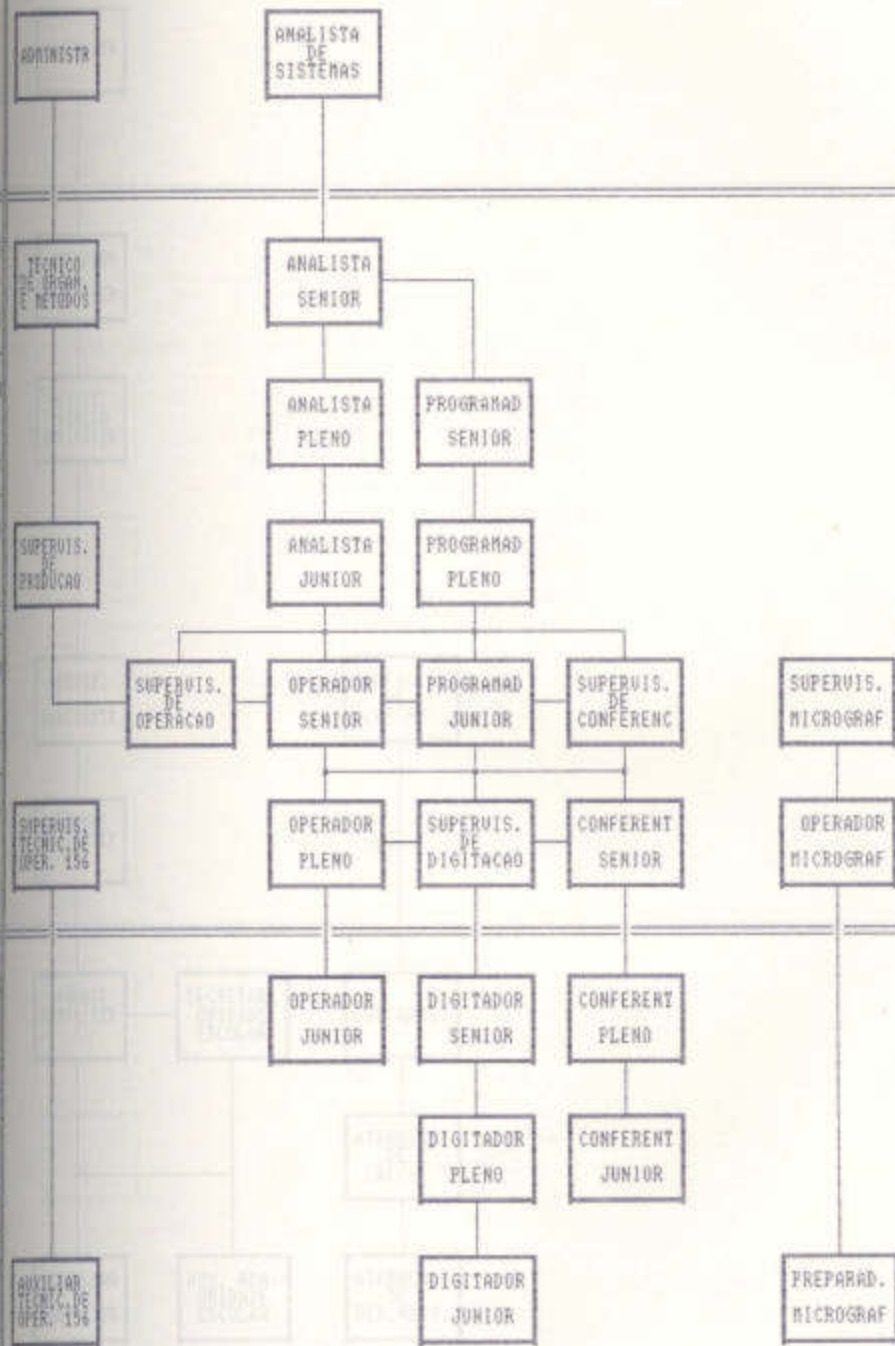 ADMINISTR
ANALISTA
DE
SISTEMAS
TECNICO
DE ORGAN.
E METODOS
ANALISTA
SENIOR
ANALISTA
PLENO
PROGRAMAD
SENIOR
SUPERVIS.
DE
PRODUCAO
ANALISTA
JUNIOR
PROGRAMAD
PLENO
SUPERVIS.
DE
OPERACAO
OPERADOR
SENIOR
PROGRAMAD
JUNIOR
SUPERVIS.
DE
CONFERENC
SUPERVIS.
MICROGRAF
SUPERVIS.
TECNIC.DE
OPER. 156
OPERADOR
PLENO
SUPERVIS.
DE
DIGITACAO
CONFERENT
SENIOR
OPERADOR
MICROGRAF
OPERADOR
JUNIOR
DIGITADOR
SENIOR
CONFERENT
PLENO
DIGITADOR
PLENO
CONFERENT
JUNIOR
AUXILIAR
TECNIC.DE
OPER. 156
DIGITADOR
JUNIOR
PREPARAD.
MICROGRAF